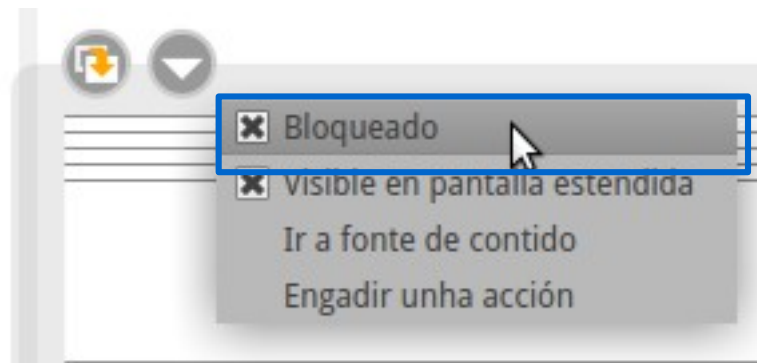 Bloqueado
Visible en pantalla estendida
Ir a fonte de contido
Engadir unha acción